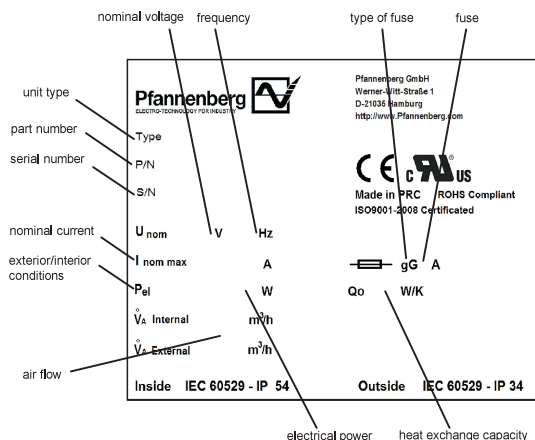 nominal voltage frequency type of fuse fuse
Pfannenberg
ELECTRO-TECHNOLOGY FOR INDUSTRY
Pfannenberg GmbH
Werner-Witt-Straße 1
D-21035 Hamburg
http://www.Pfannenberg.com
unit type
Type
part number
P/N
serial number
S/N
CE c RU US ®
Made in PRC ROHS Compliant
ISO9001-2008 Certificated
U nom V Hz
nominal current
I nom max A gG A
exterior/interior
conditions
Pel W Qo W/K
V̊A Internal m³/h
V̊A External m³/h
air flow
Inside IEC 60529 - IP 54 Outside IEC 60529 - IP 34
electrical power heat exchange capacity